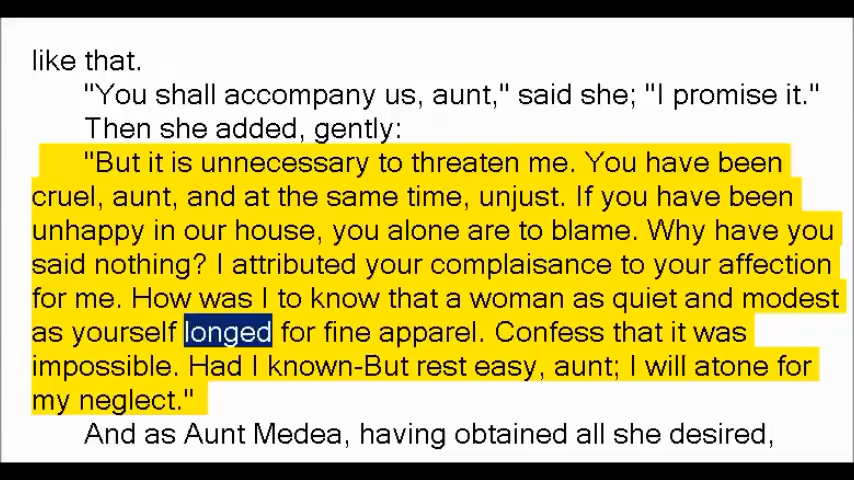 like that.
"You shall accompany us, aunt," said she; "I promise it."
Then she added, gently:
"But it is unnecessary to threaten me. You have been
cruel, aunt, and at the same time, unjust. If you have been
unhappy in our house, you alone are to blame. Why have you
said nothing? I attributed your complaisance to your affection
for me. How was I to know that a woman as quiet and modest
as yourself longed for fine apparel. Confess that it was
impossible. Had I known-But rest easy, aunt; I will atone for
my neglect."
And as Aunt Medea, having obtained all she desired,